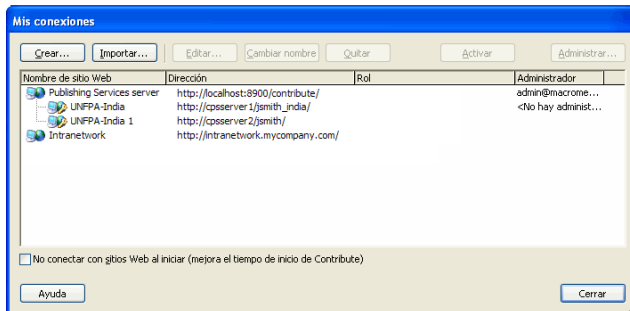 Mis conexiones
Crear... Importar... Editar... Cambiar nombre Quitar Activar Administrar...
Nombre de sitio Web Dirección Rol Administrador
Publishing Services server http://localhost:8900/contribute/ admin@macrome...
UNFPA-India http://cpsserver1/jsmith_india/ <No hay administ...
UNFPA-India 1 http://cpsserver2/jsmith/
Intranetwork http://intranetwork.mycompany.com/
No conectar con sitios Web al iniciar (mejora el tiempo de inicio de Contribute)
Ayuda Cerrar